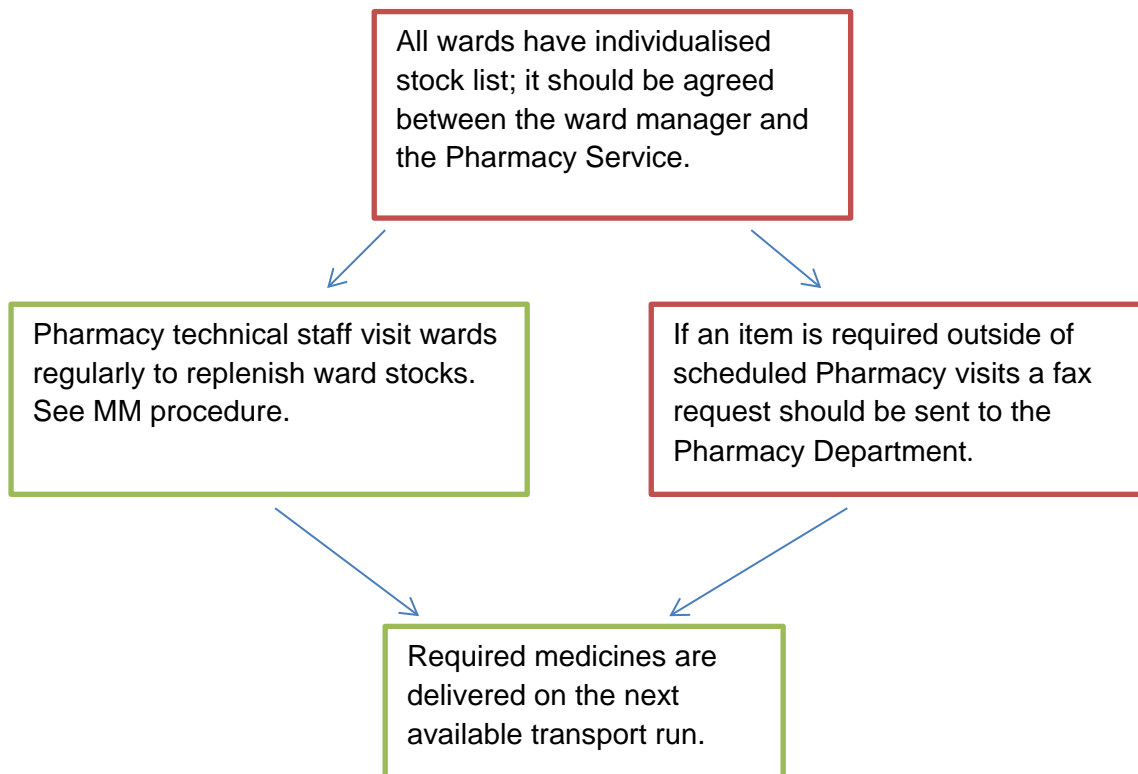 All wards have individualised
stock list; it should be agreed
between the ward manager and
the Pharmacy Service.
Pharmacy technical staff visit wards
regularly to replenish ward stocks.
See MM procedure.
If an item is required outside of
scheduled Pharmacy visits a fax
request should be sent to the
Pharmacy Department.
Required medicines are
delivered on the next
available transport run.